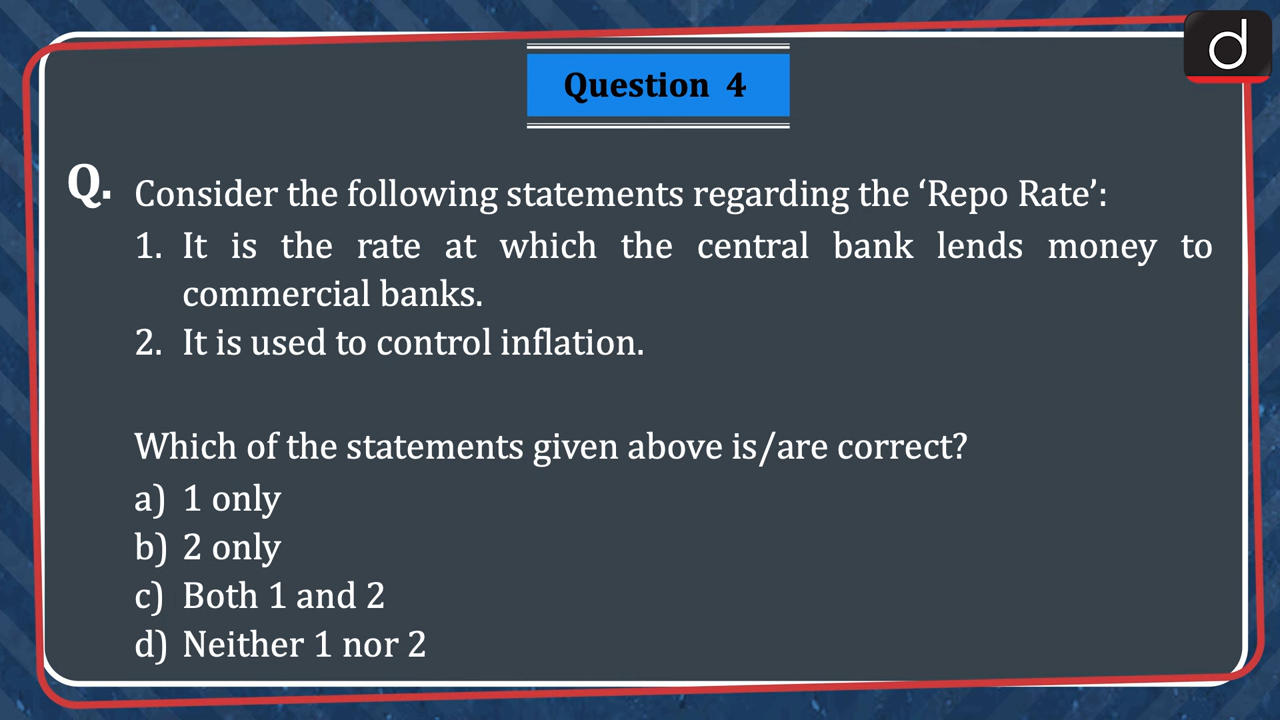 d
Question 4
Q. Consider the following statements regarding the ‘Repo Rate’:
1. It is the rate at which the central bank lends money to
commercial banks.
2. It is used to control inflation.
Which of the statements given above is/are correct?
a) 1 only
b) 2 only
c) Both 1 and 2
d) Neither 1 nor 2